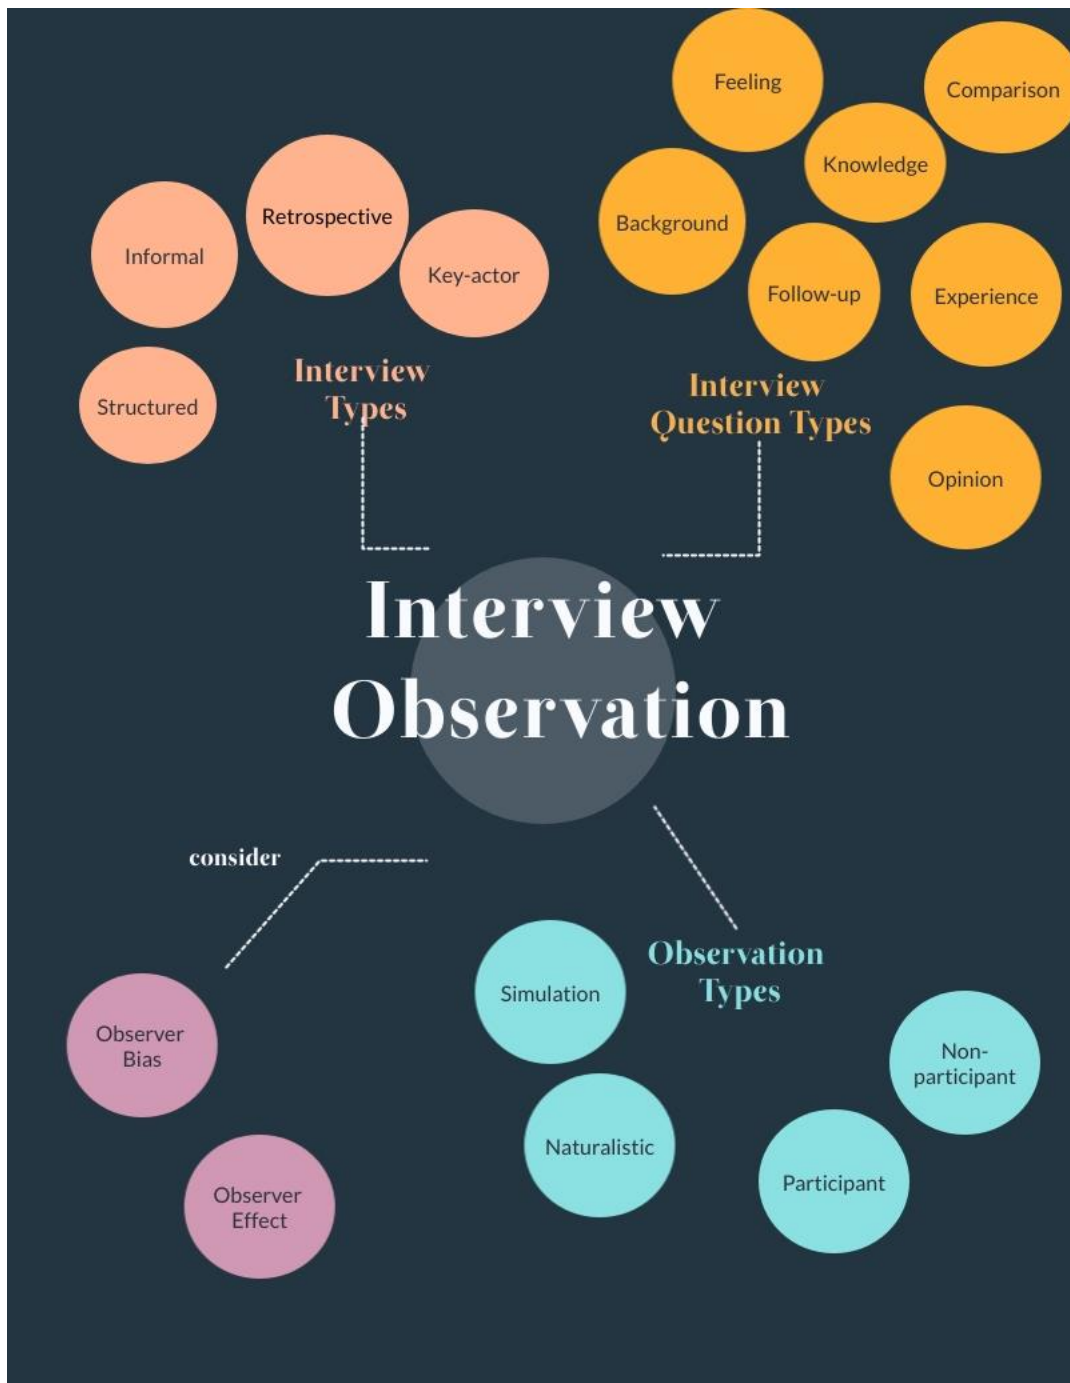 Feeling
Comparison
Knowledge
Background
Follow-up
Experience
Opinion
Interview
Question Types
Retrospective
Informal
Key-actor
Structured
Interview
Types
Interview
Observation
consider
Observer
Bias
Observer
Effect
Observation
Types
Simulation
Naturalistic
Non-
participant
Participant